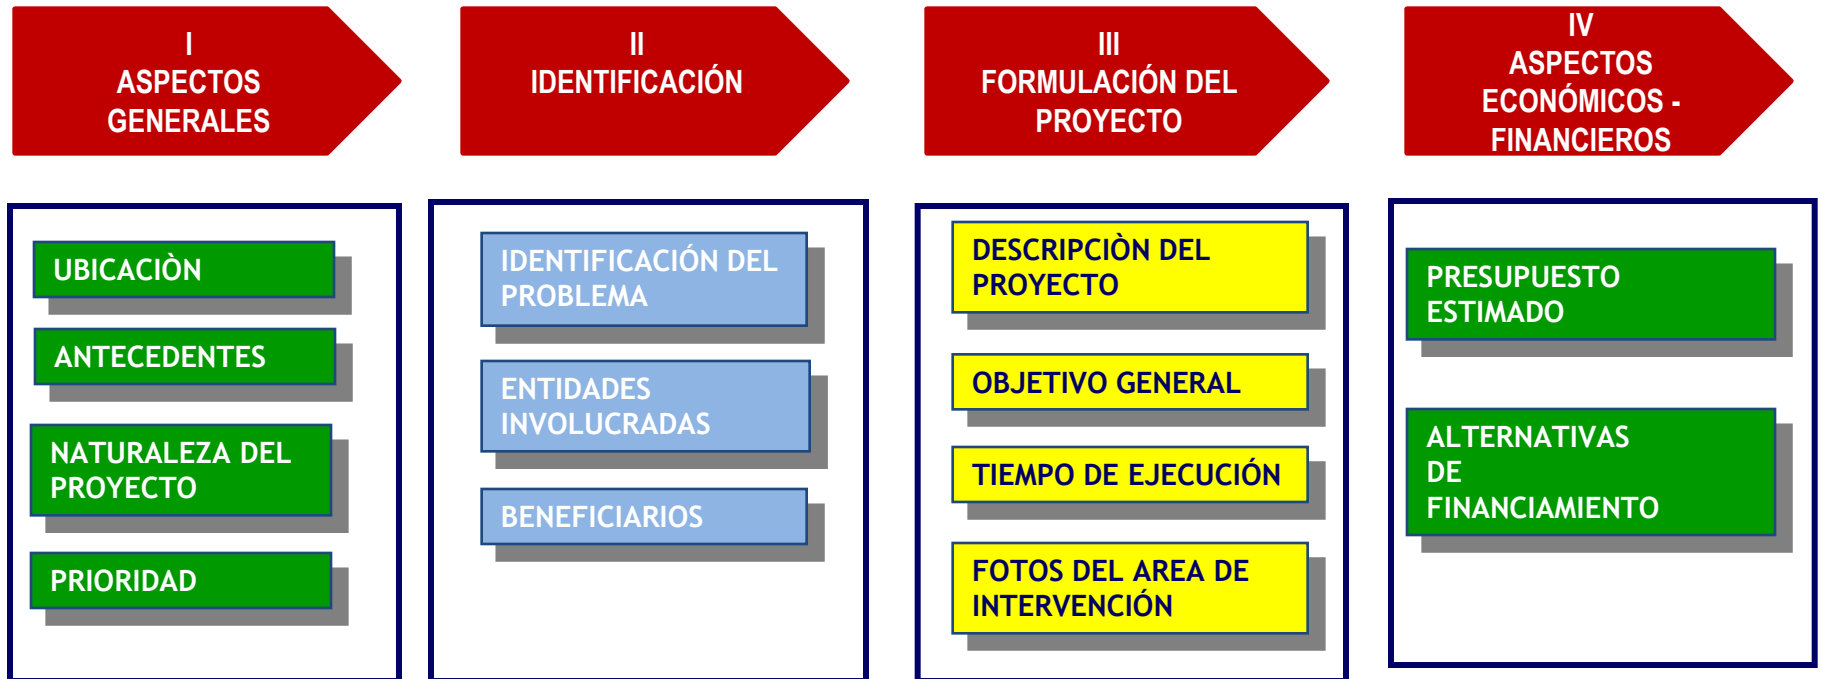 I
ASPECTOS
GENERALES
II
IDENTIFICACIÓN
III
FORMULACIÓN DEL
PROYECTO
IV
ASPECTOS
ECONÓMICOS -
FINANCIEROS
UBICACIÒN
ANTECEDENTES
NATURALEZA DEL
PROYECTO
PRIORIDAD
IDENTIFICACIÓN DEL
PROBLEMA
ENTIDADES
INVOLUCRADAS
BENEFICIARIOS
DESCRIPCIÒN DEL
PROYECTO
OBJETIVO GENERAL
TIEMPO DE EJECUCIÓN
FOTOS DEL AREA DE
INTERVENCIÓN
PRESUPUESTO
ESTIMADO
ALTERNATIVAS
DE
FINANCIAMIENTO